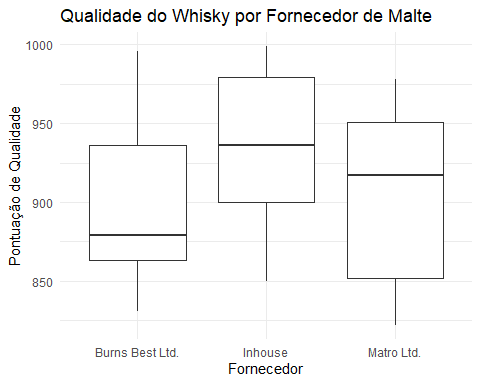 Qualidade do Whisky por Fornecedor de Malte
Pontuação de Qualidade
1000
950
900
850
Burns Best Ltd.
Inhouse
Matro Ltd.
Fornecedor